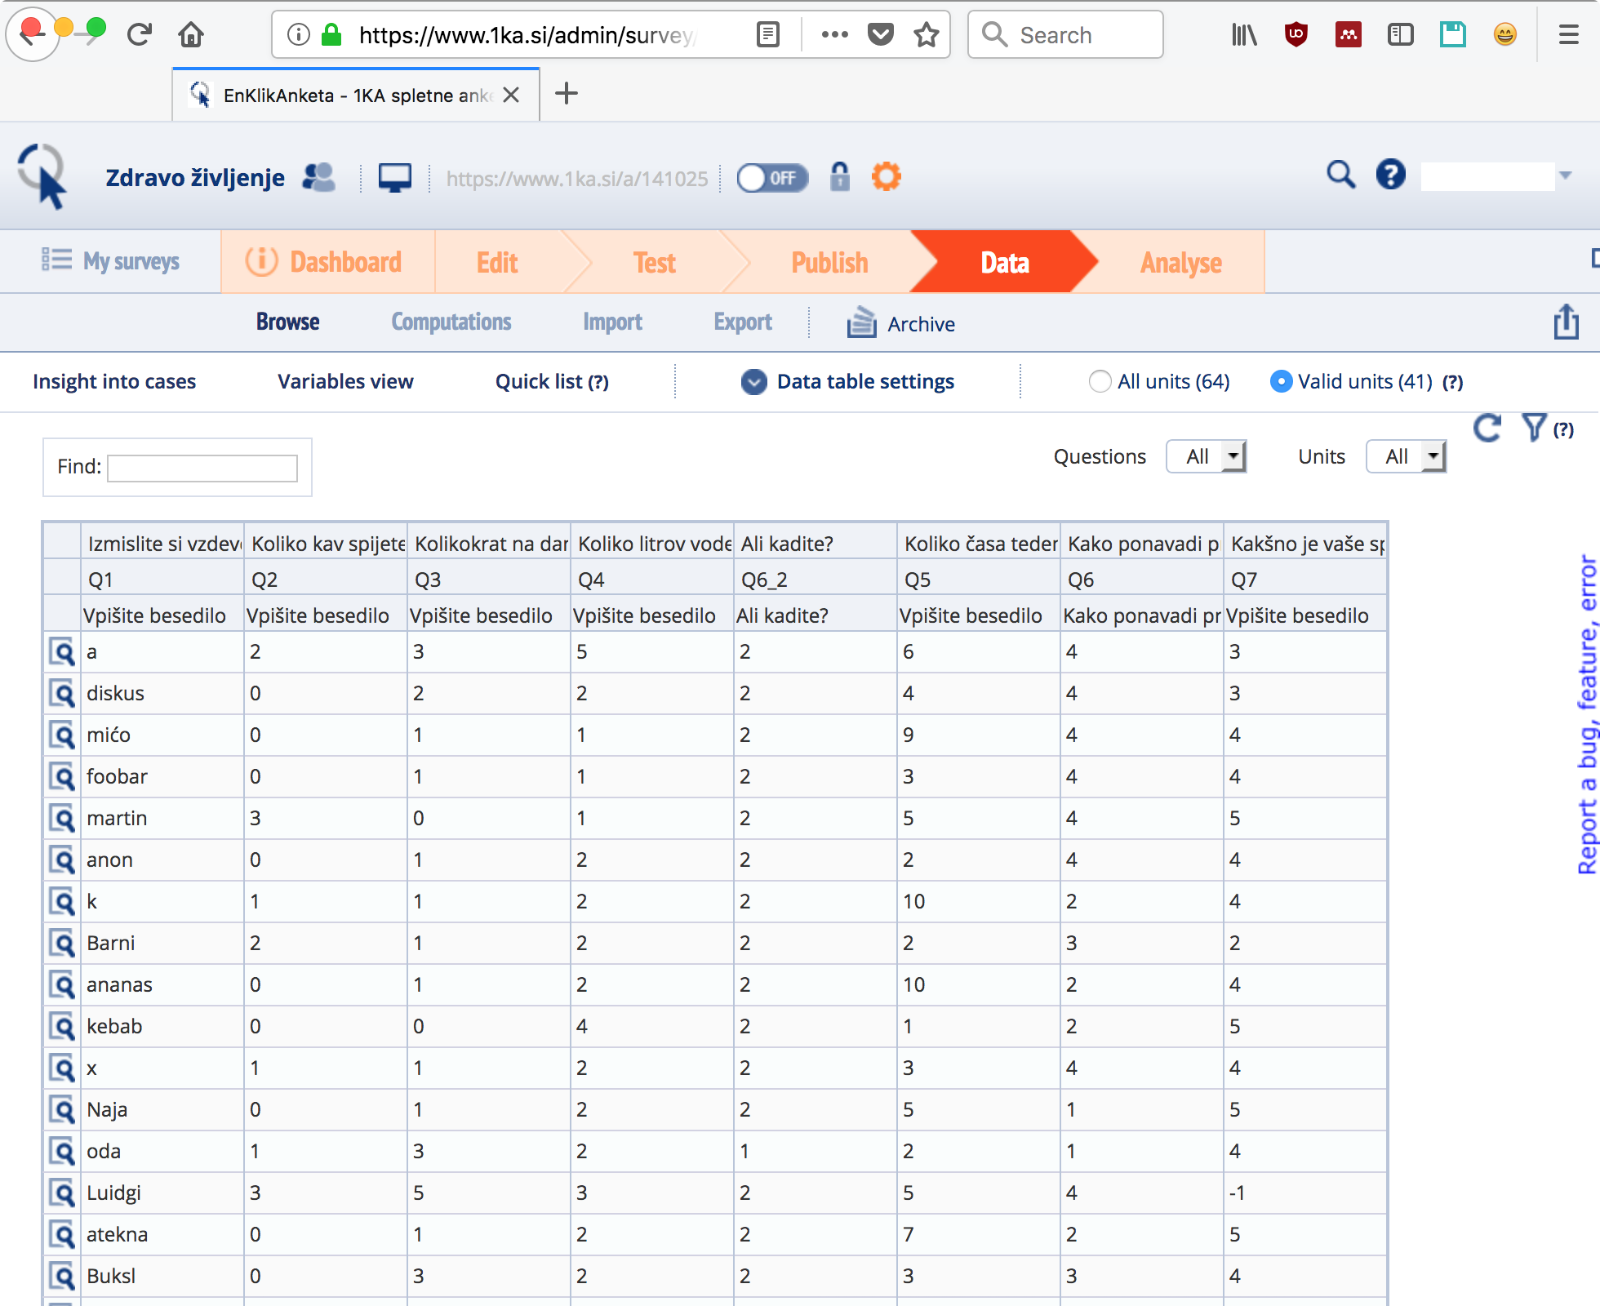 https://www.1ka.si/admin/survey/
Search
EnKlikAnketa - 1KA spletne anke
Zdravo življenje
https://www.1ka.si/a/141025
OFF
My surveys
Dashboard
Edit
Test
Publish
Data
Analyse
Browse
Computations
Import
Export
Archive
Insight into cases
Variables view
Quick list (?)
Data table settings
All units (64)
Valid units (41) (?)
(?)
Find:
Questions All
Units All
Izmislite si vzdev Koliko kav spijete Kolikokrat na dan Koliko litrov vode Ali kadite? Koliko časa teden Kako ponavadi p Kakšno je vaše sp
Q1 Q2 Q3 Q4 Q6_2 Q5 Q6 Q7
Vpišite besedilo Vpišite besedilo Vpišite besedilo Vpišite besedilo Ali kadite? Vpišite besedilo Kako ponavadi pr Vpišite besedilo
a 2 3 5 2 6 4 3
diskus 0 2 2 2 4 4 3
mićo 0 1 1 2 9 4 4
foobar 0 1 1 2 3 4 4
martin 3 0 1 2 5 4 5
anon 0 1 2 2 2 4 4
k 1 1 2 2 10 2 4
Barni 2 1 2 2 2 3 2
ananas 0 1 2 2 10 2 4
kebab 0 0 4 2 1 2 5
x 1 1 2 2 3 4 4
Naja 0 1 2 2 5 1 5
oda 1 3 2 1 2 1 4
Luidgi 3 5 3 2 5 4 -1
atekna 0 1 2 2 7 2 5
Buksl 0 3 2 2 3 3 4
Report a bug, feature, error